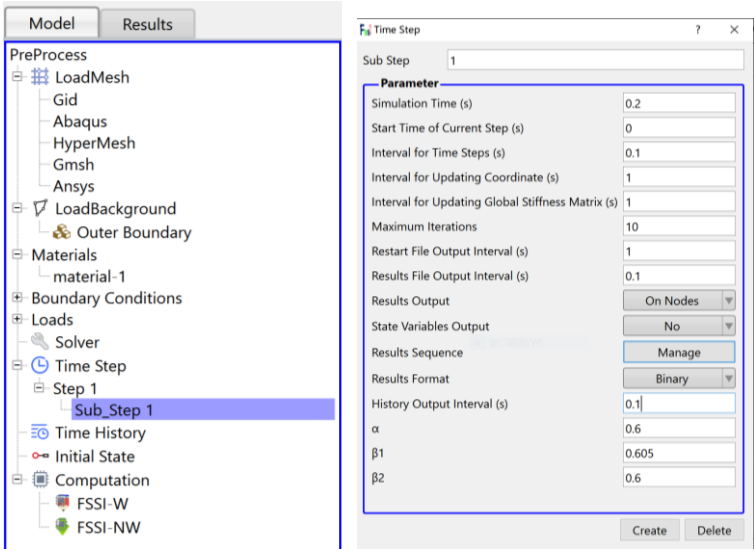 Model Results
PreProcess
LoadMesh
Gid
Abaqus
HyperMesh
Gmsh
Ansys
LoadBackground
Outer Boundary
Materials
material-1
Boundary Conditions
Loads
Solver
Time Step
Step 1
Sub_Step 1
Time History
Initial State
Computation
FSSI-W
FSSI-NW
Time Step ? ×
Sub Step 1
Parameter
Simulation Time (s) 0.2
Start Time of Current Step (s) 0
Interval for Time Steps (s) 0.1
Interval for Updating Coordinate (s) 1
Interval for Updating Global Stiffness Matrix (s) 1
Maximum Iterations 10
Restart File Output Interval (s) 1
Results File Output Interval (s) 0.1
Results Output On Nodes
State Variables Output No
Results Sequence Manage
Results Format Binary
History Output Interval (s) 0.1
α 0.6
β1 0.605
β2 0.6
Create Delete